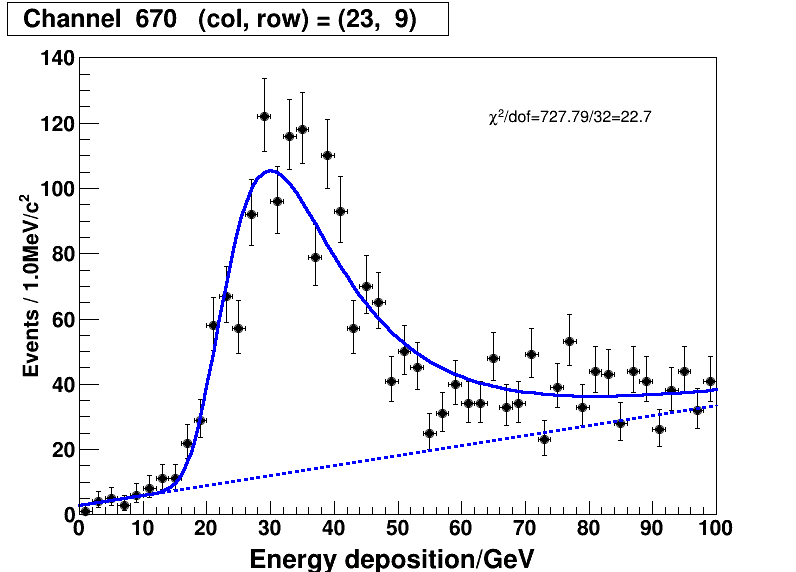 Channel 670 (col, row) = (23, 9)
χ²/dof=727.79/32=22.7
Events / 1.0MeV/c²
140
120
100
80
60
40
20
0
0 10 20 30 40 50 60 70 80 90 100
Energy deposition/GeV